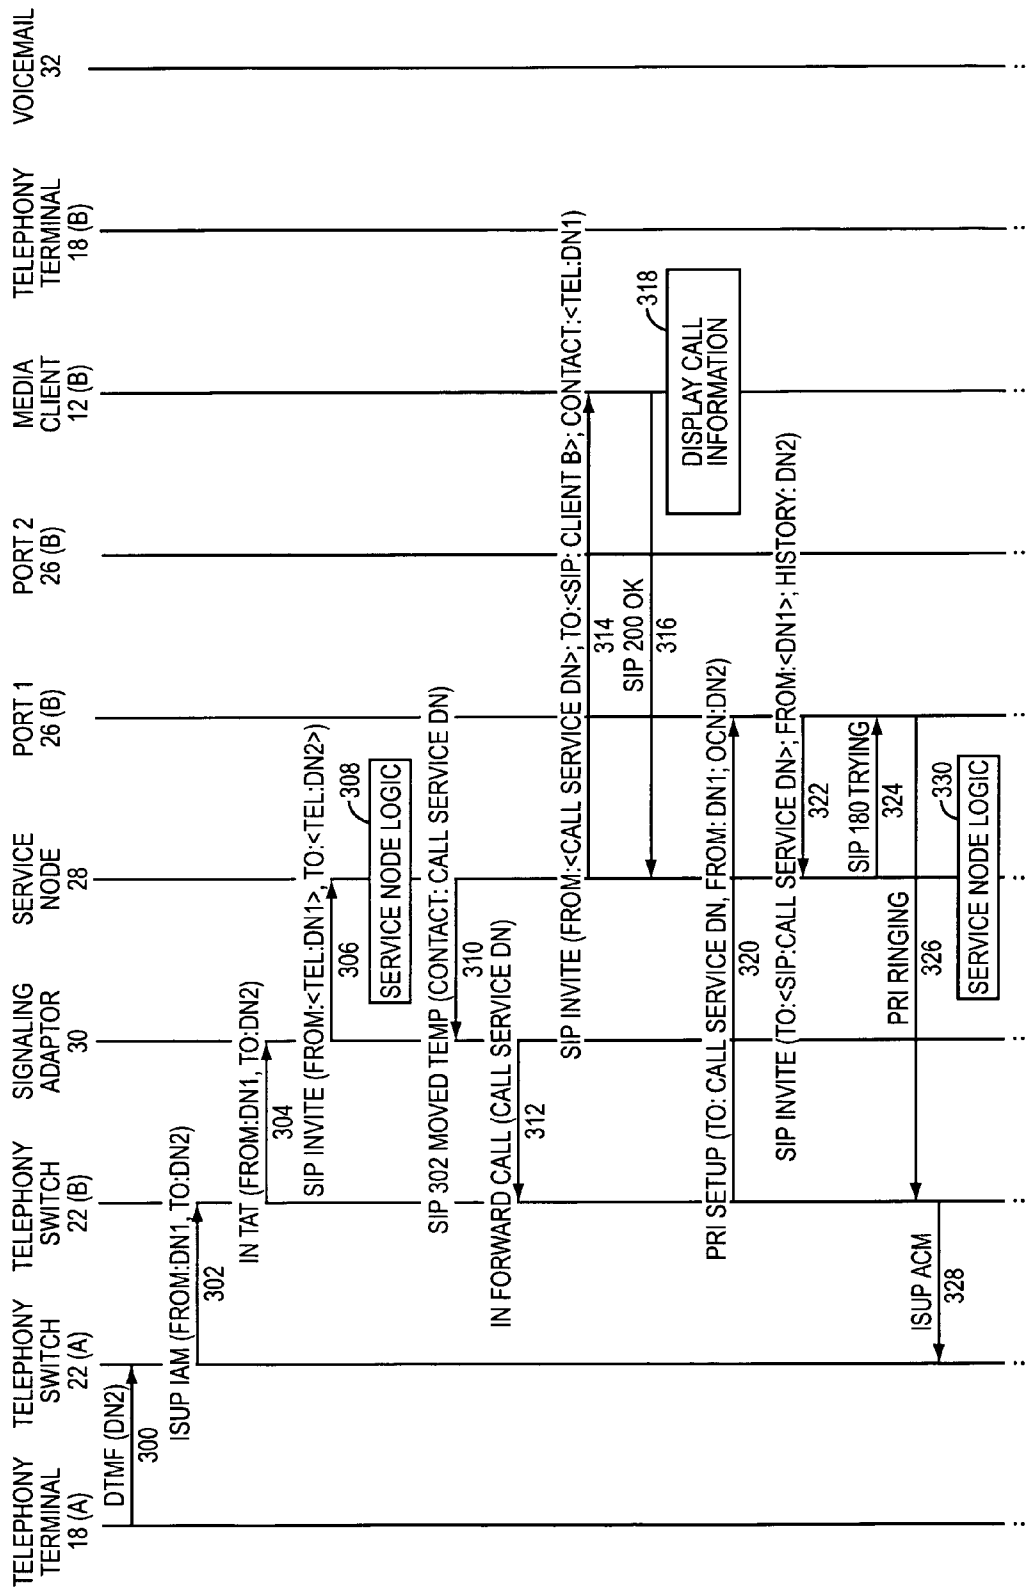 TELEPHONY
TERMINAL
18 (A)
TELEPHONY
SWITCH
22 (A)
TELEPHONY
SWITCH
22 (B)
SIGNALING
ADAPTOR
30
SERVICE
NODE
28
PORT 1
26 (B)
PORT 2
26 (B)
MEDIA
CLIENT
12 (B)
TELEPHONY
TERMINAL
18 (B)
VOICEMAIL
32
DTMF (DN2)
300
ISUP IAM (FROM:DN1, TO:DN2)
302
IN TAT (FROM:DN1, TO:DN2)
304
SIP INVITE (FROM:<TEL:DN1>, TO:<TEL:DN2>)
306
308
SERVICE NODE LOGIC
SIP 302 MOVED TEMP (CONTACT: CALL SERVICE DN)
310
IN FORWARD CALL (CALL SERVICE DN)
312
SIP INVITE (FROM:<CALL SERVICE DN>; TO:<SIP: CLIENT B>; CONTACT:<TEL:DN1)
314
SIP 200 OK
316
318
DISPLAY CALL
INFORMATION
PRI SETUP (TO: CALL SERVICE DN, FROM: DN1; OCN:DN2)
320
SIP INVITE (TO:<SIP:CALL SERVICE DN>; FROM:<DN1>; HISTORY: DN2)
322
SIP 180 TRYING
324
PRI RINGING
326
ISUP ACM
328
330
SERVICE NODE LOGIC